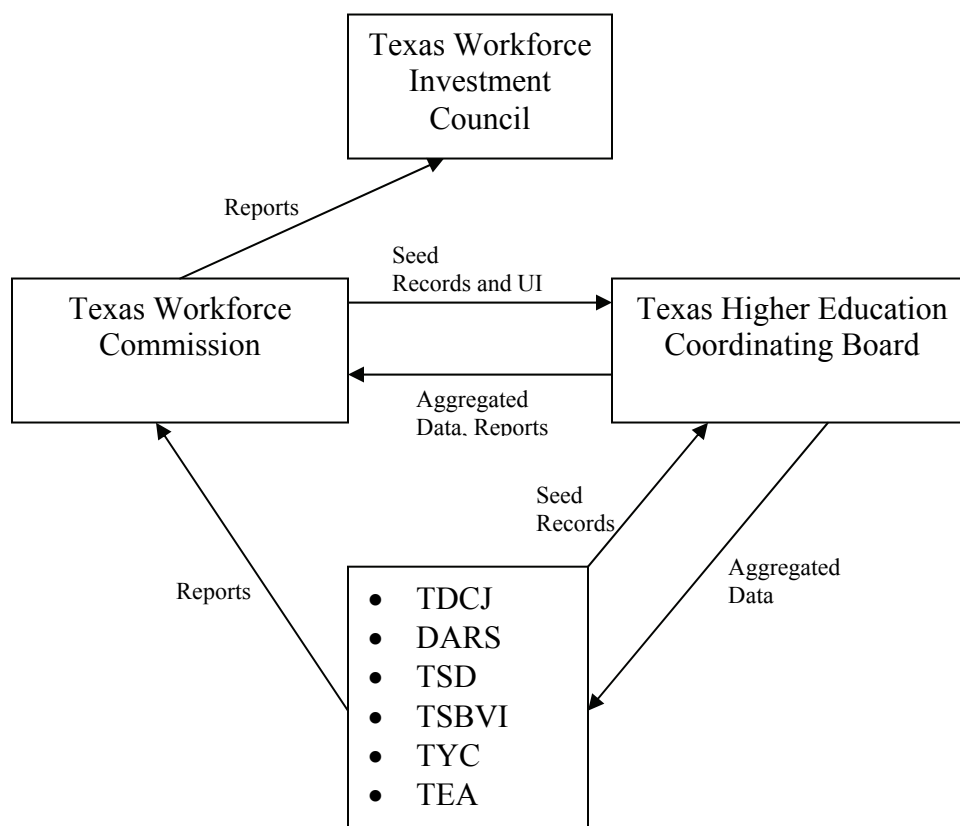 Texas Workforce
Investment
Council
Reports
Seed
Records and UI
Texas Workforce
Commission
Texas Higher Education
Coordinating Board
Aggregated
Data, Reports
Seed
Records
Reports
Aggregated
Data
• TDCJ
• DARS
• TSD
• TSBVI
• TYC
• TEA